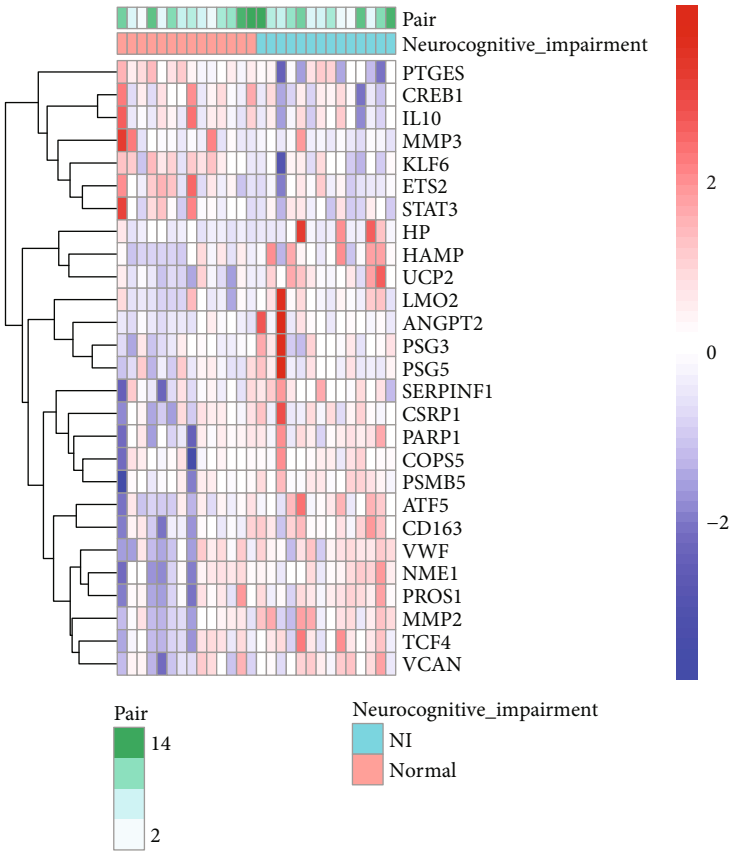 Pair
Neurocognitive_impairment
PTGES
CREB1
IL10
MMP3
KLF6
ETS2
STAT3
HP
HAMP
UCP2
LMO2
ANGPT2
PSG3
PSG5
SERPINF1
CSRP1
PARP1
COPS5
PSMB5
ATF5
CD163
VWF
NME1
PROS1
MMP2
TCF4
VCAN
2
0
−2
Pair
14
2
Neurocognitive_impairment
NI
Normal